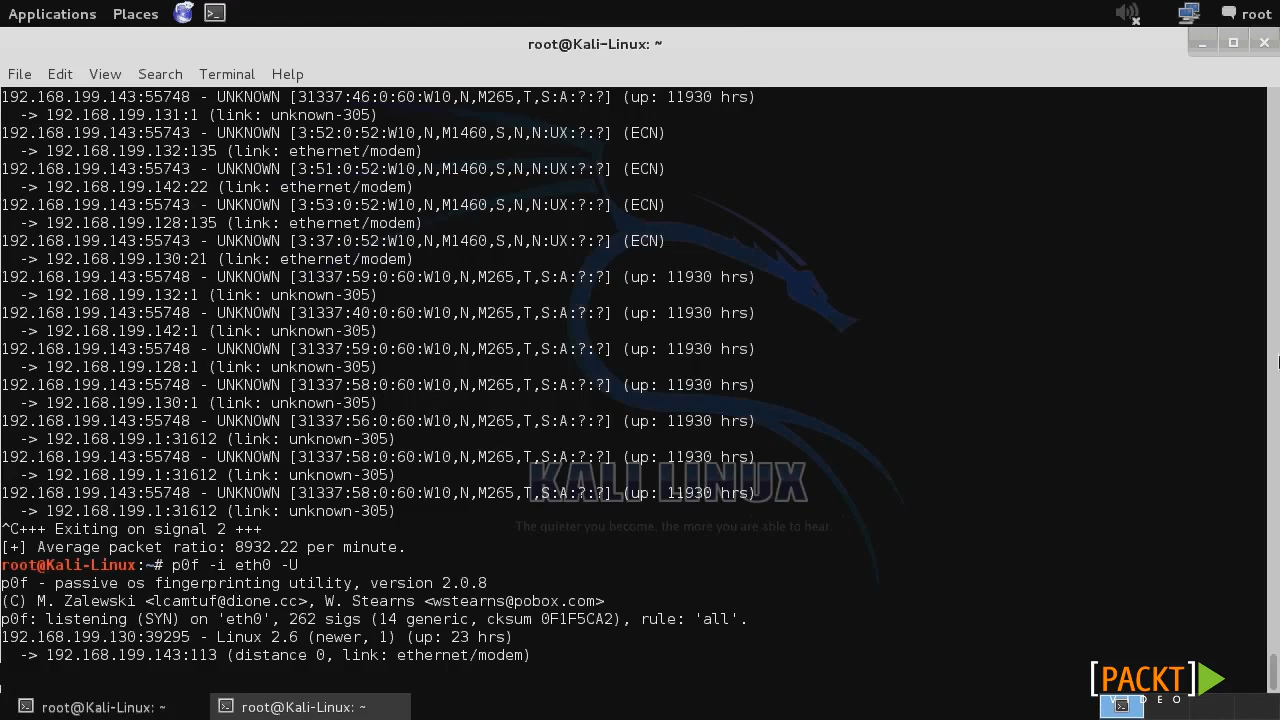 Applications Places root
root@Kali-Linux: ~
File Edit View Search Terminal Help
192.168.199.143:55748 - UNKNOWN [31337:46:0:60:W10,N,M265,T,S:A:?:?] (up: 11930 hrs)
-> 192.168.199.131:1 (link: unknown-305)
192.168.199.143:55743 - UNKNOWN [3:52:0:52:W10,N,M1460,S,N,N:UX:?:?] (ECN)
-> 192.168.199.132:135 (link: ethernet/modem)
192.168.199.143:55743 - UNKNOWN [3:51:0:52:W10,N,M1460,S,N,N:UX:?:?] (ECN)
-> 192.168.199.142:22 (link: ethernet/modem)
192.168.199.143:55743 - UNKNOWN [3:53:0:52:W10,N,M1460,S,N,N:UX:?:?] (ECN)
-> 192.168.199.128:135 (link: ethernet/modem)
192.168.199.143:55743 - UNKNOWN [3:37:0:52:W10,N,M1460,S,N,N:UX:?:?] (ECN)
-> 192.168.199.130:21 (link: ethernet/modem)
192.168.199.143:55748 - UNKNOWN [31337:59:0:60:W10,N,M265,T,S:A:?:?] (up: 11930 hrs)
-> 192.168.199.132:1 (link: unknown-305)
192.168.199.143:55748 - UNKNOWN [31337:40:0:60:W10,N,M265,T,S:A:?:?] (up: 11930 hrs)
-> 192.168.199.142:1 (link: unknown-305)
192.168.199.143:55748 - UNKNOWN [31337:59:0:60:W10,N,M265,T,S:A:?:?] (up: 11930 hrs)
-> 192.168.199.128:1 (link: unknown-305)
192.168.199.143:55748 - UNKNOWN [31337:58:0:60:W10,N,M265,T,S:A:?:?] (up: 11930 hrs)
-> 192.168.199.130:1 (link: unknown-305)
192.168.199.143:55748 - UNKNOWN [31337:56:0:60:W10,N,M265,T,S:A:?:?] (up: 11930 hrs)
-> 192.168.199.1:31612 (link: unknown-305)
192.168.199.143:55748 - UNKNOWN [31337:58:0:60:W10,N,M265,T,S:A:?:?] (up: 11930 hrs)
-> 192.168.199.1:31612 (link: unknown-305)
192.168.199.143:55748 - UNKNOWN [31337:58:0:60:W10,N,M265,T,S:A:?:?] (up: 11930 hrs)
-> 192.168.199.1:31612 (link: unknown-305)
KALI LINUX
The quieter you become, the more you are able to hear.
^C+++ Exiting on signal 2 +++
[+] Average packet ratio: 8932.22 per minute.
root@Kali-Linux:~# p0f -i eth0 -U
p0f - passive os fingerprinting utility, version 2.0.8
(C) M. Zalewski <lcamtuf@dione.cc>, W. Stearns <wstearns@pobox.com>
p0f: listening (SYN) on 'eth0', 262 sigs (14 generic, cksum 0F1F5CA2), rule: 'all'.
192.168.199.130:39295 - Linux 2.6 (newer, 1) (up: 23 hrs)
-> 192.168.199.143:113 (distance 0, link: ethernet/modem)
[PACKT]
VIDEO
root@Kali-Linux: ~ root@Kali-Linux: ~